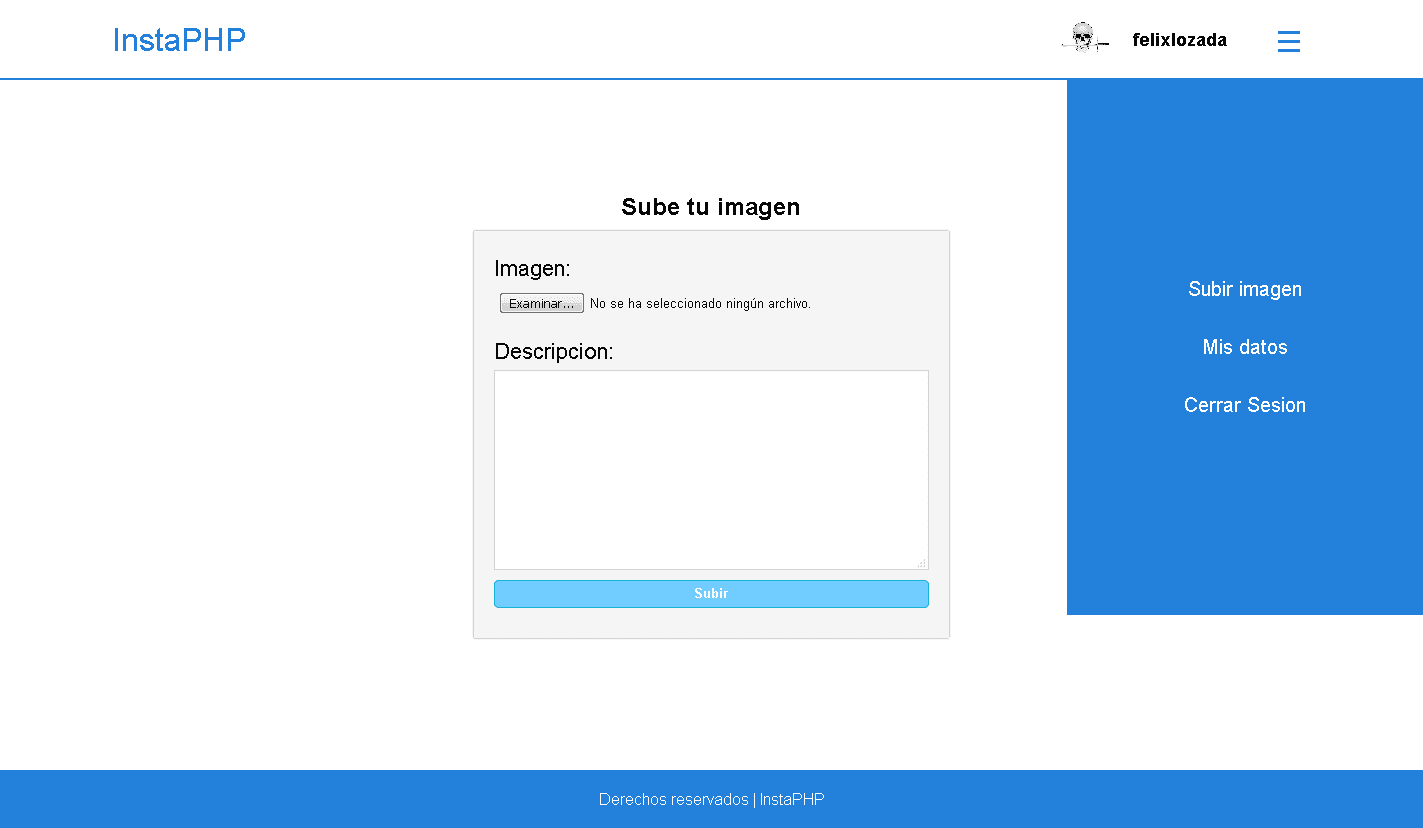 InstaPHP
felixlozada
Sube tu imagen
Imagen:
Examinar... No se ha seleccionado ningún archivo.
Descripcion:
Subir
Subir imagen
Mis datos
Cerrar Sesion
Derechos reservados | InstaPHP